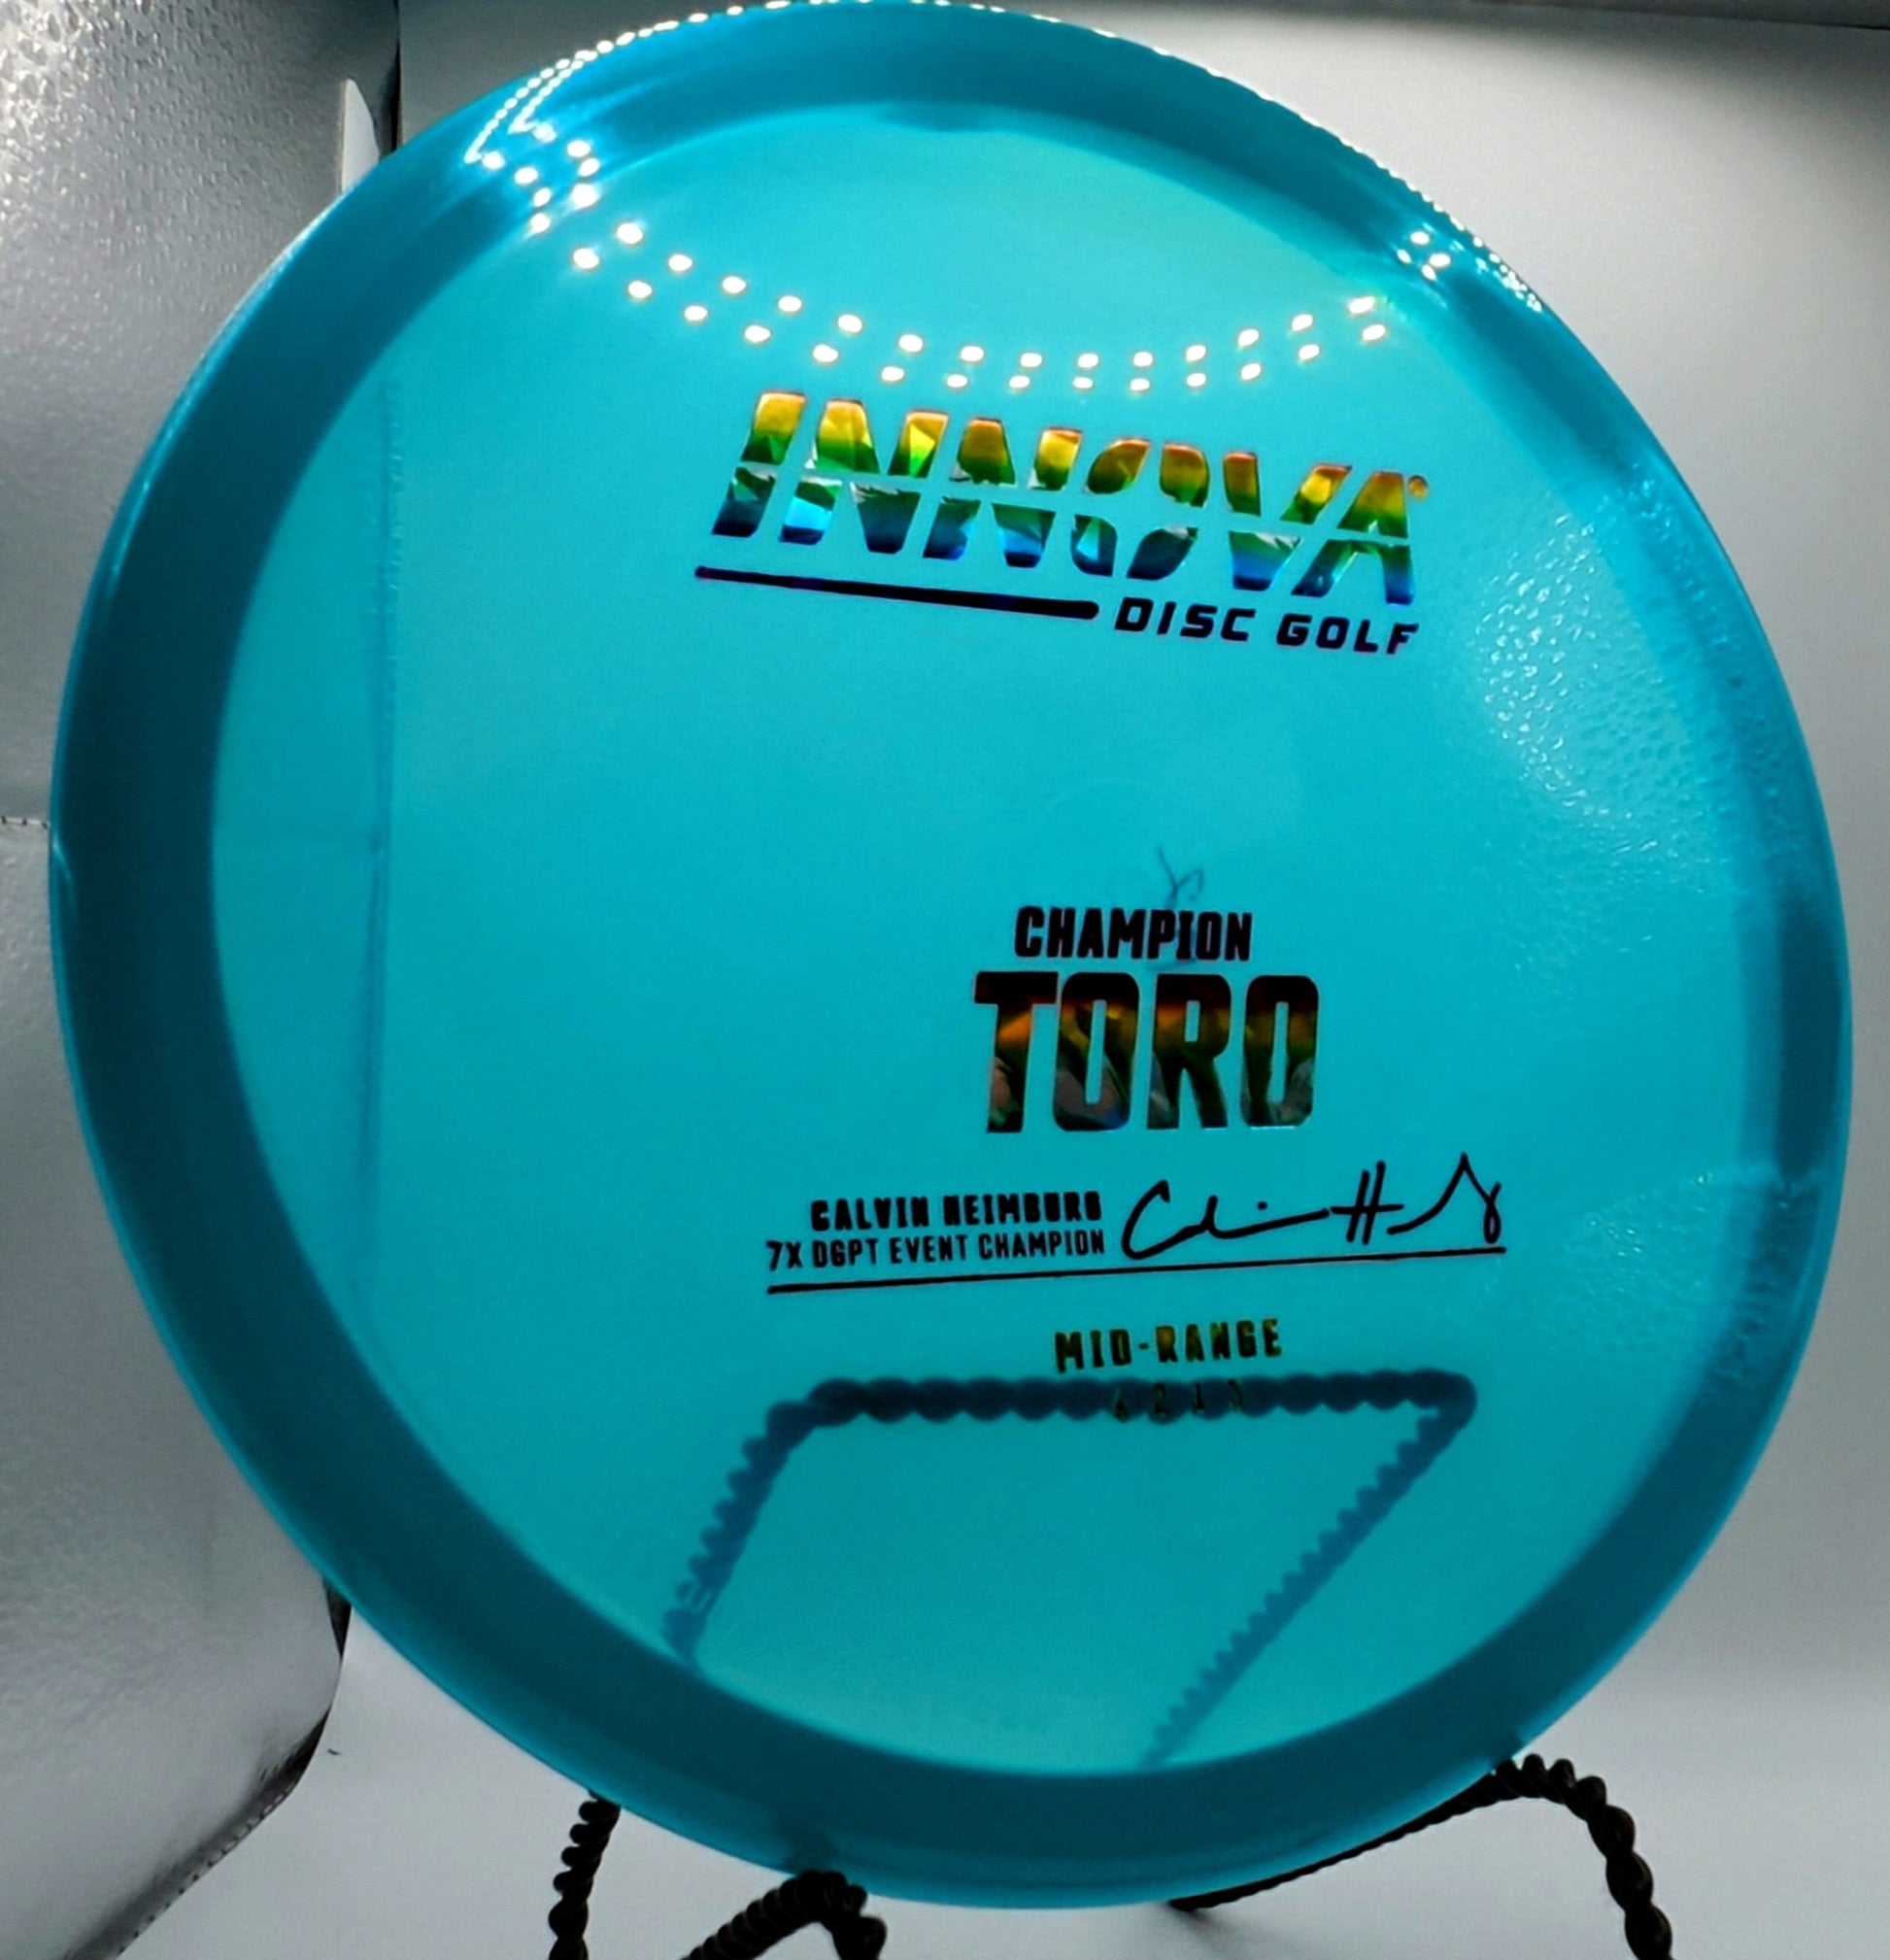 INNOVA
DISC GOLF
CHAMPION
TORO
CALVIN HEIMBURG
7X DGPT EVENT CHAMPION
MID-RANGE